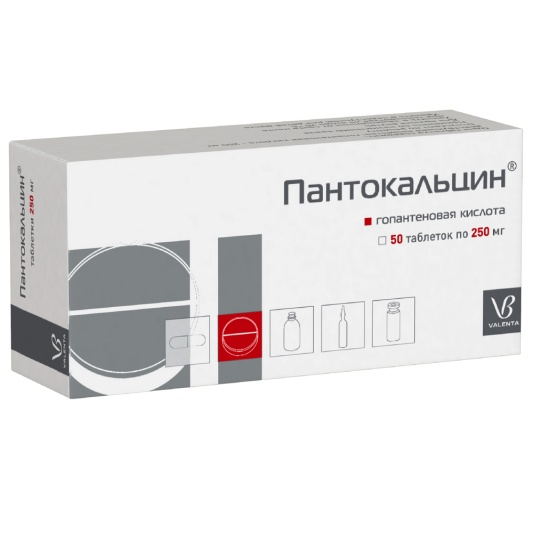 Пантокальцин®
гопантеновая кислота
50 таблеток по 250 мг
VALENTA
Пантокальцин®
таблетки 250 мг
VALENTA